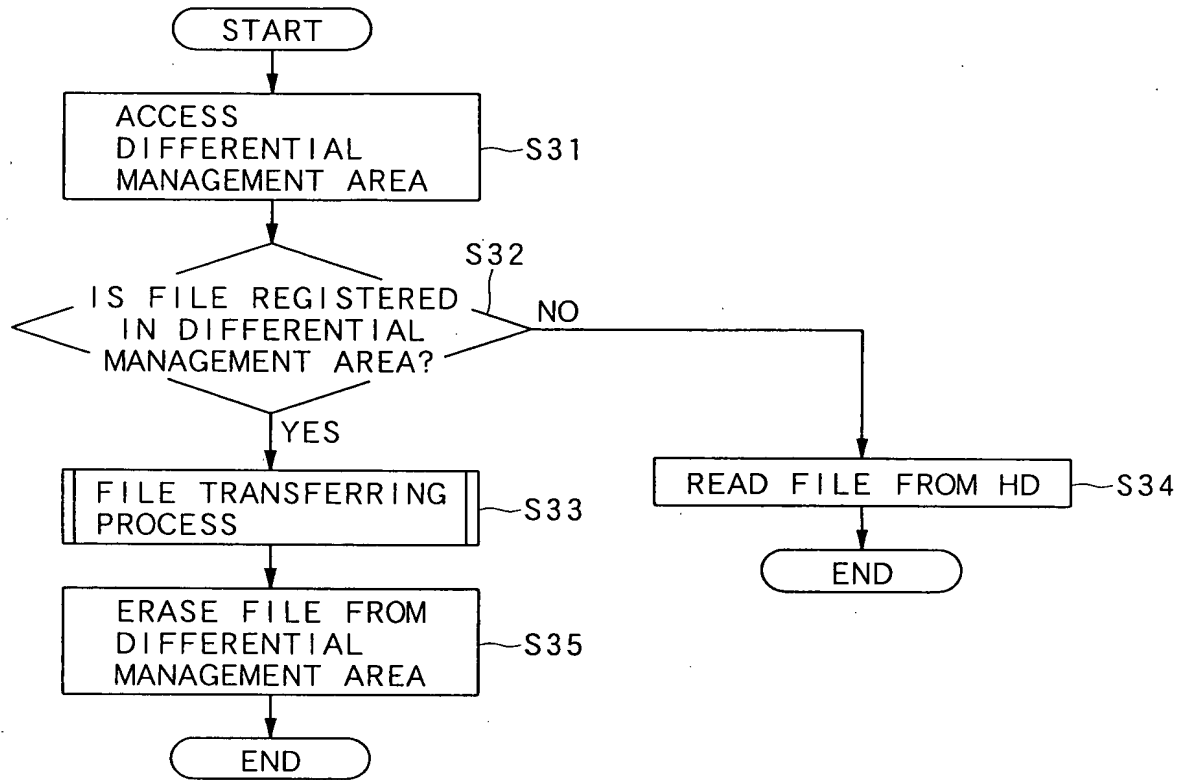 START
ACCESS
DIFFERENTIAL
MANAGEMENT AREA
S31
S32
IS FILE REGISTERED
IN DIFFERENTIAL
MANAGEMENT AREA?
NO
YES
FILE TRANSFERRING
PROCESS
S33
READ FILE FROM HD
S34
END
ERASE FILE FROM
DIFFERENTIAL
MANAGEMENT AREA
S35
END